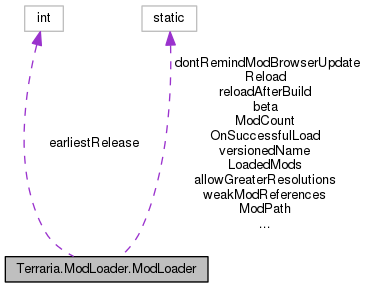 int
static
dontRemindModBrowserUpdate
Reload
reloadAfterBuild
beta
ModCount
OnSuccessfulLoad
versionedName
LoadedMods
allowGreaterResolutions
weakModReferences
ModPath
...
earliestRelease
Terraria.ModLoader.ModLoader